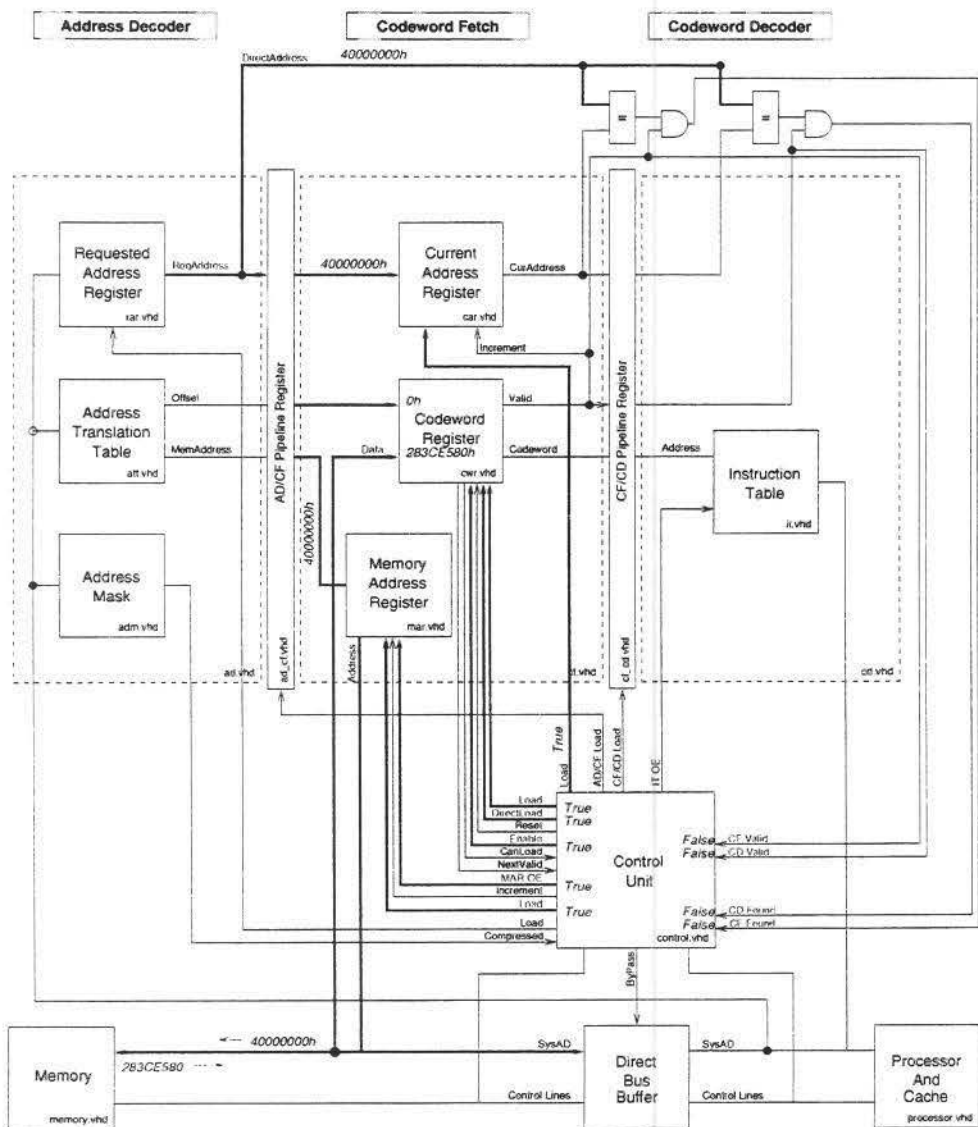 Address Decoder
Codeword Fetch
Codeword Decoder
DirectAddress
40000000h
=
=
Requested
Address
Register
rar.vhd
ReqAddress
40000000h
Current
Address
Register
car.vhd
CurAddress
Increment
AD/CF Pipeline Register
CF/CD Pipeline Register
Address
Translation
Table
att.vhd
Offset
MemAddress
0h
Codeword
Register
283CE580h
cwr.vhd
Data
Valid
Codeword
Address
Instruction
Table
it.vhd
40000000h
Address
Mask
adm.vhd
Memory
Address
Register
mar.vhd
Address
ad.vhd
ad_cf.vhd
cf.vhd
cf_cd.vhd
cd.vhd
True
Load
AD/CF Load
CF/CD Load
IT OE
Load
True
DirectLoad
True
Reset
Enable
True
CanLoad
NextValid
MAR OE
True
Increment
Load
True
Load
Compressed
Control
Unit
control.vhd
False
CF Valid
False
CD Valid
False
CD Found
False
CF Found
ByPass
40000000h
283CE580
Memory
memory.vhd
SysAD
Control Lines
Direct
Bus
Buffer
SysAD
Control Lines
Processor
And
Cache
processor.vhd